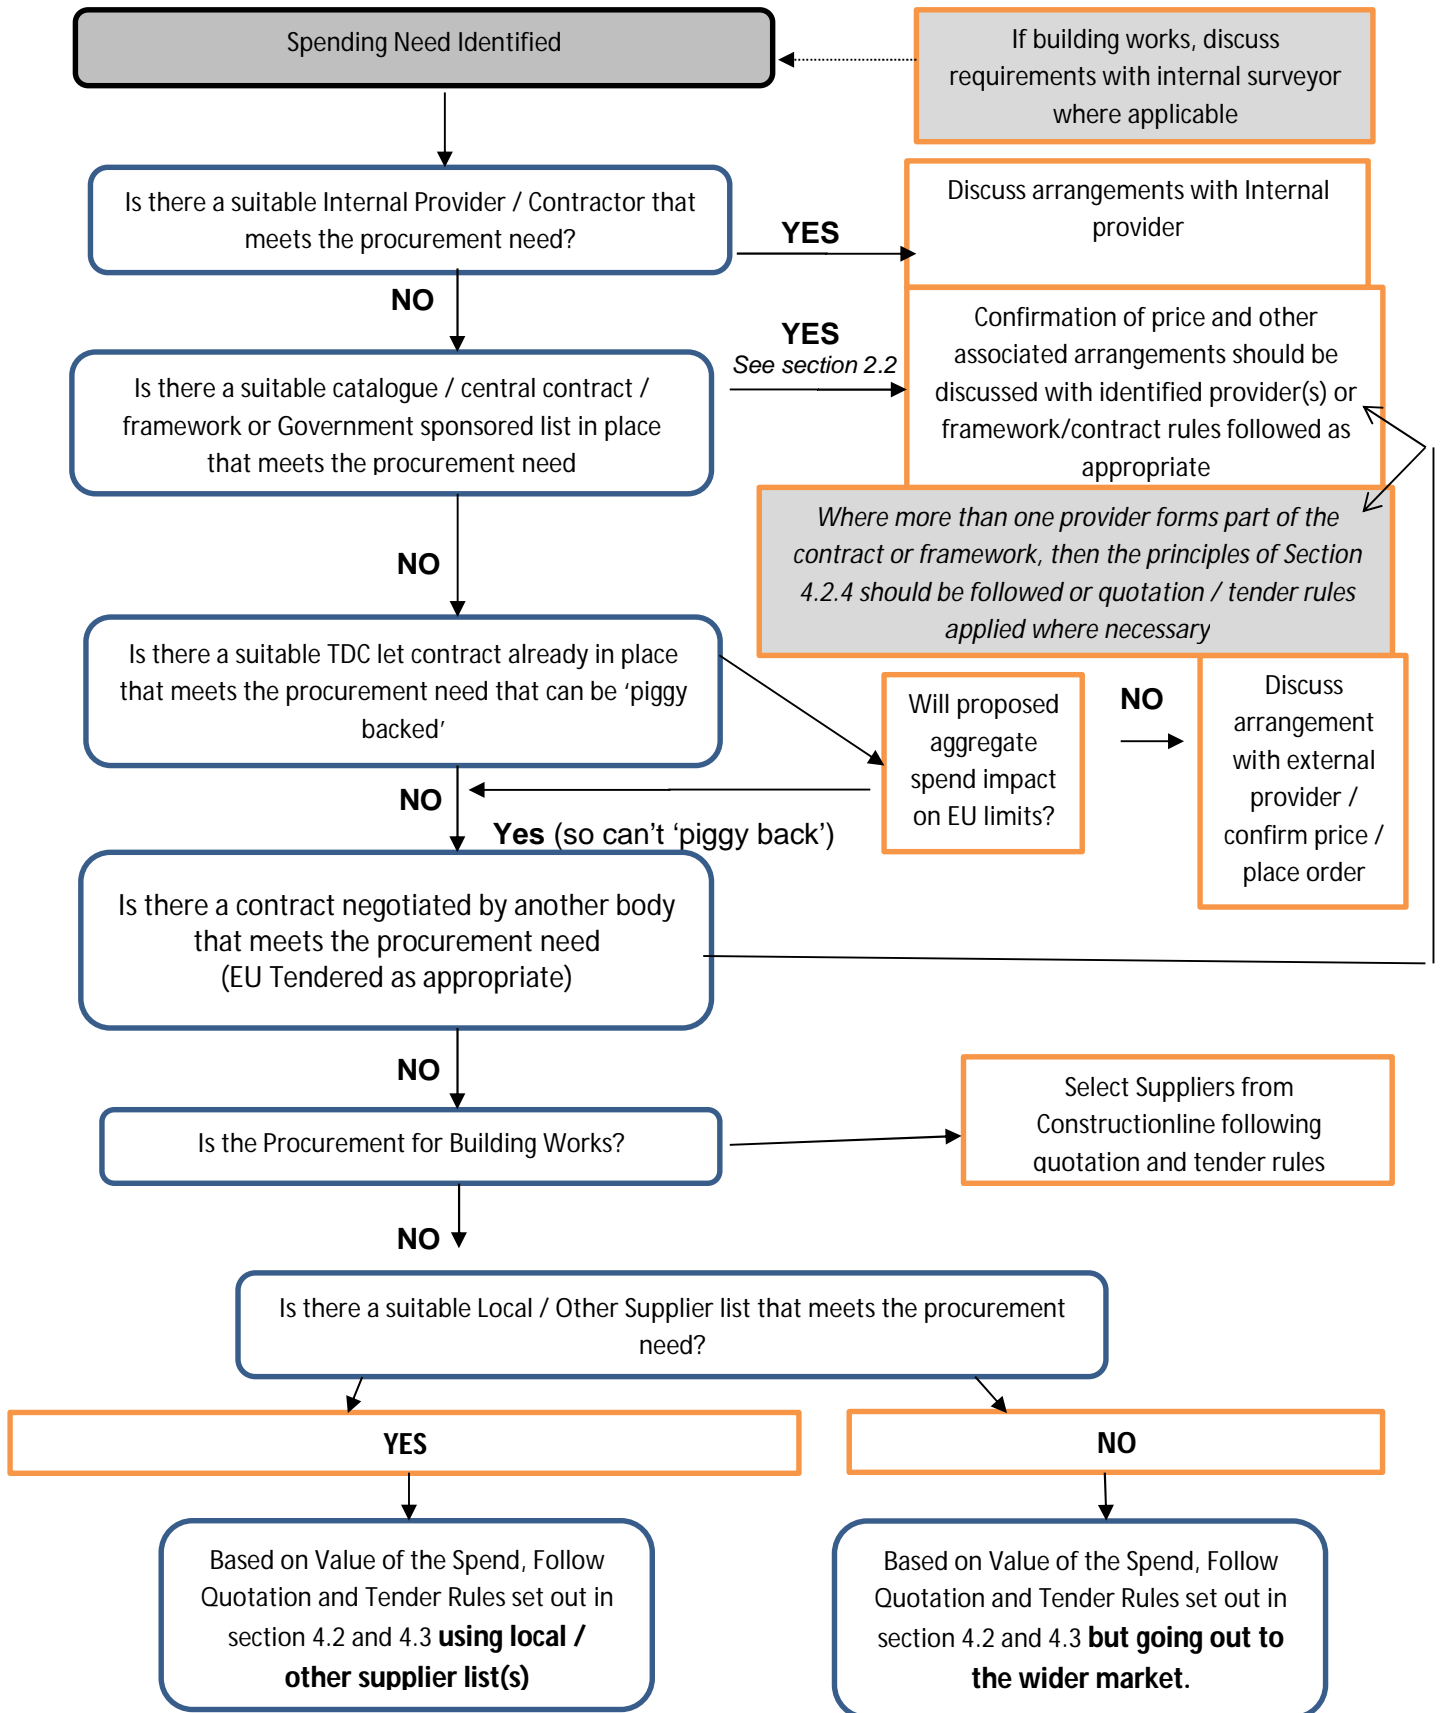 Spending Need Identified
If building works, discuss
requirements with internal surveyor
where applicable
Is there a suitable Internal Provider / Contractor that
meets the procurement need?
YES
Discuss arrangements with Internal
provider
NO
YES
See section 2.2
Confirmation of price and other
associated arrangements should be
discussed with identified provider(s) or
framework/contract rules followed as
appropriate
Is there a suitable catalogue / central contract /
framework or Government sponsored list in place
that meets the procurement need
Where more than one provider forms part of the
contract or framework, then the principles of Section
4.2.4 should be followed or quotation / tender rules
applied where necessary
NO
Is there a suitable TDC let contract already in place
that meets the procurement need that can be ‘piggy
backed’
Will proposed
aggregate
spend impact
on EU limits?
NO
Discuss
arrangement
with external
provider /
confirm price /
place order
NO
Yes (so can’t ‘piggy back’)
Is there a contract negotiated by another body
that meets the procurement need
(EU Tendered as appropriate)
NO
Is the Procurement for Building Works?
Select Suppliers from
Constructionline following
quotation and tender rules
NO
Is there a suitable Local / Other Supplier list that meets the procurement
need?
YES
NO
Based on Value of the Spend, Follow
Quotation and Tender Rules set out in
section 4.2 and 4.3 using local /
other supplier list(s)
Based on Value of the Spend, Follow
Quotation and Tender Rules set out in
section 4.2 and 4.3 but going out to
the wider market.